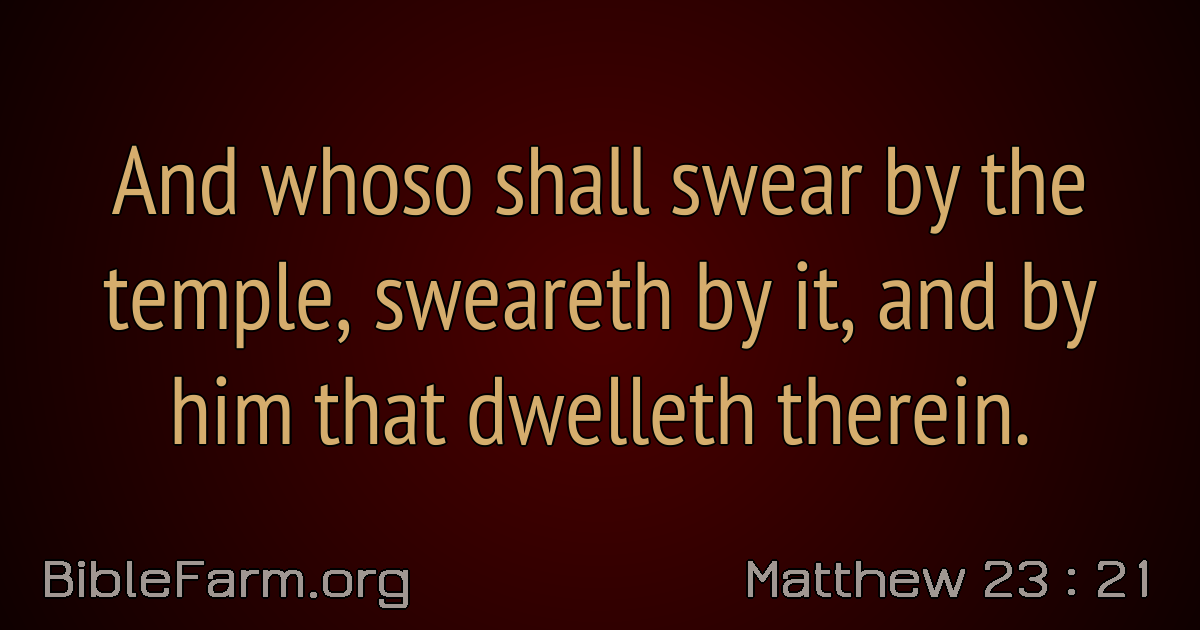 And whoso shall swear by the
temple, sweareth by it, and by
him that dwelleth therein.
BibleFarm.org
Matthew 23 : 21